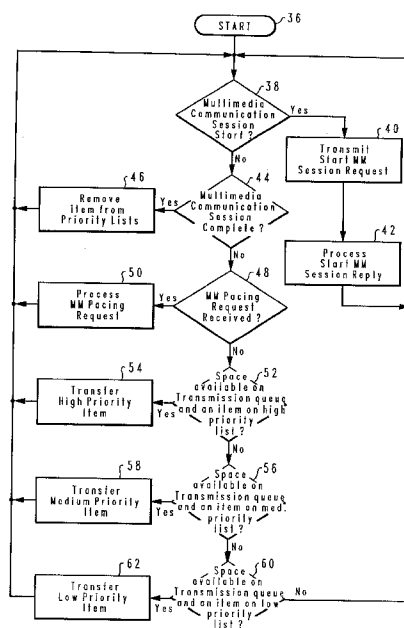 36
START
38
Multimedia
Communication
Session
Start ?
Yes
No
40
Transmit
Start MM
Session Request
42
Process
Start MM
Session Reply
44
Multimedia
Communication
Session
Complete ?
Yes
No
46
Remove
Item from
Priority Lists
48
MM Pacing
Request
Received ?
Yes
No
50
Process
MM Pacing
Request
52
Space
available on
Transmission queue
and an item on high
priority
list ?
Yes
No
54
Transfer
High Priority
Item
56
Space
available on
Transmission queue
and an item on med.
priority
list ?
Yes
No
58
Transfer
Medium Priority
Item
60
Space
available on
Transmission queue
and an item on low
priority
list ?
Yes
No
62
Transfer
Low Priority
Item